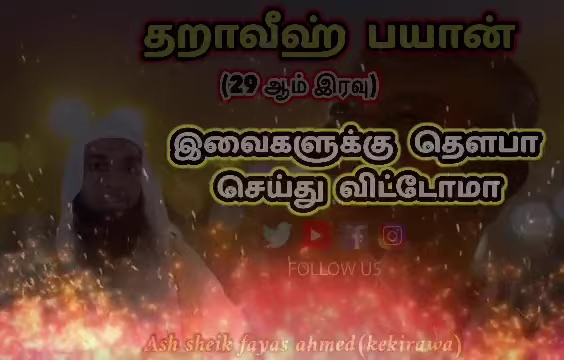 தறாவீஹ் பயான்
(29 ஆம் இரவு)
இவைகளுக்கு தௌபா
செய்து விட்டோமா
FOLLOW US
Ash sheik fayas ahmed(kekirawa)